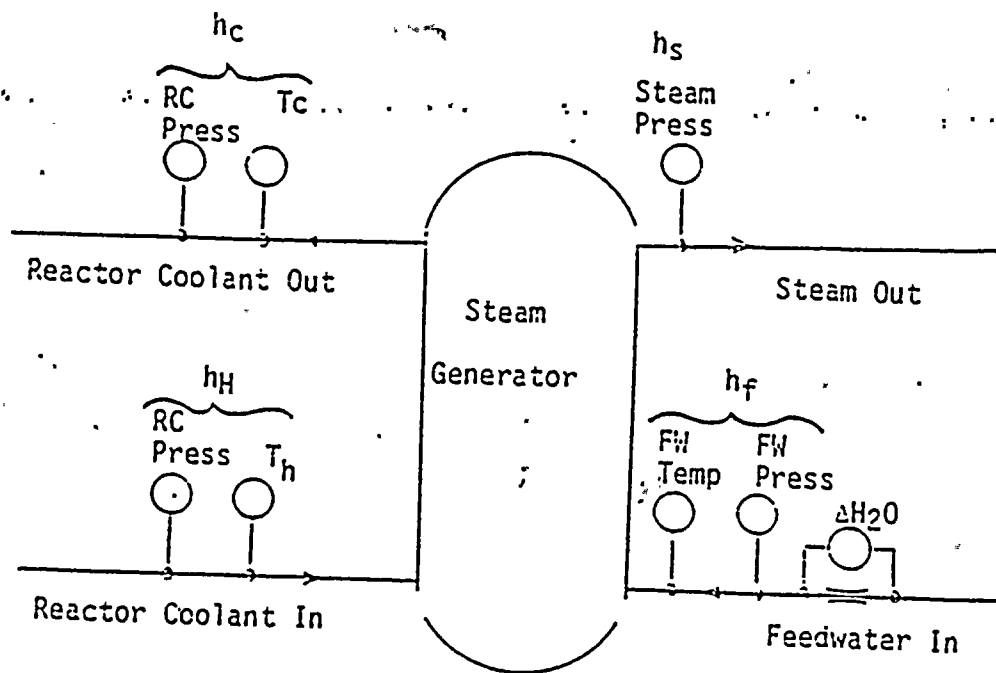 hc
RC Tc
Press
hs
Steam
Press
Reactor Coolant Out
Steam Out
Steam
Generator
hH
RC
Press Th
hf
FW FW
Temp Press
ΔH2O
Reactor Coolant In
Feedwater In